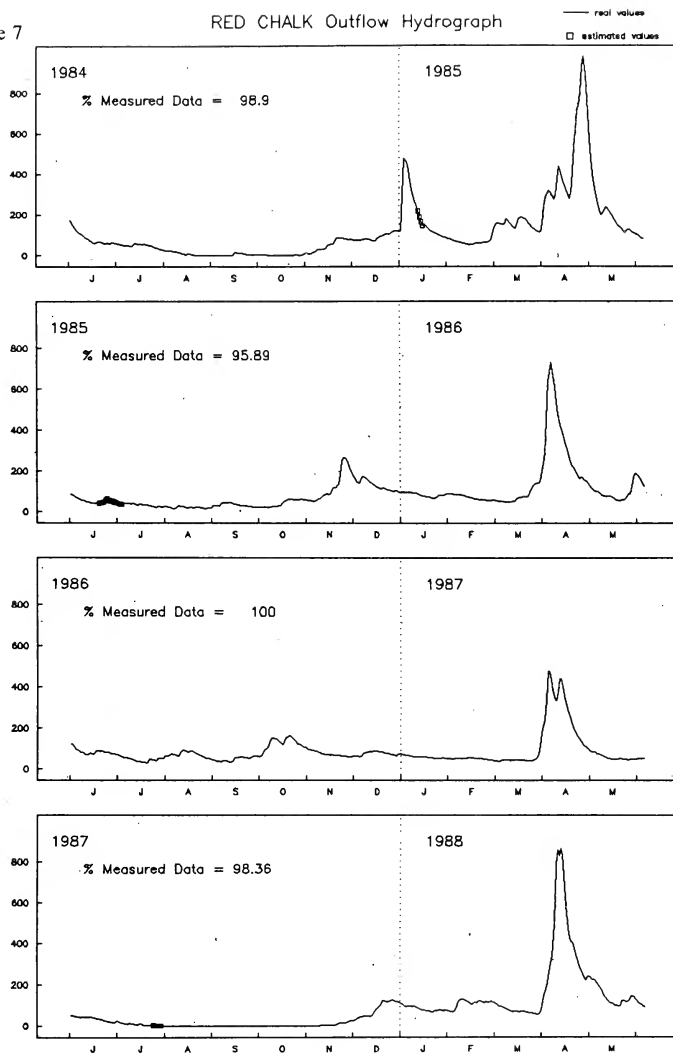 e 7
RED CHALK Outflow Hydrograph
real values
estimated values
1984
1985
% Measured Data = 98.9
800
600
400
200
0
J J A S O N D J F M A M
1985
1986
% Measured Data = 95.89
800
600
400
200
0
J J A S O N D J F M A M
1986
1987
% Measured Data = 100
800
600
400
200
0
J J A S O N D J F M A M
1987
1988
% Measured Data = 98.36
800
600
400
200
0
J J A S O N D J F M A M